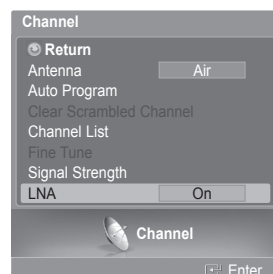 Channel
Return
Antenna Air
Auto Program
Clear Scrambled Channel
Channel List
Fine Tune
Signal Strength
LNA On
Channel
Enter